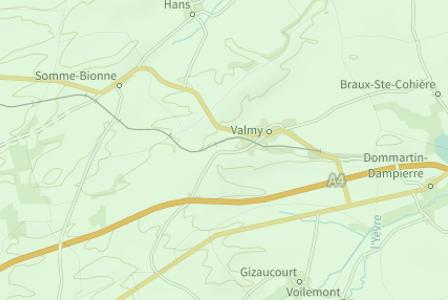 Hans
Somme-Bionne
Braux-Ste-Cohière
Valmy
Dommartin-
Dampierre
A4
l'Yèvre
Gizaucourt
Voilemont